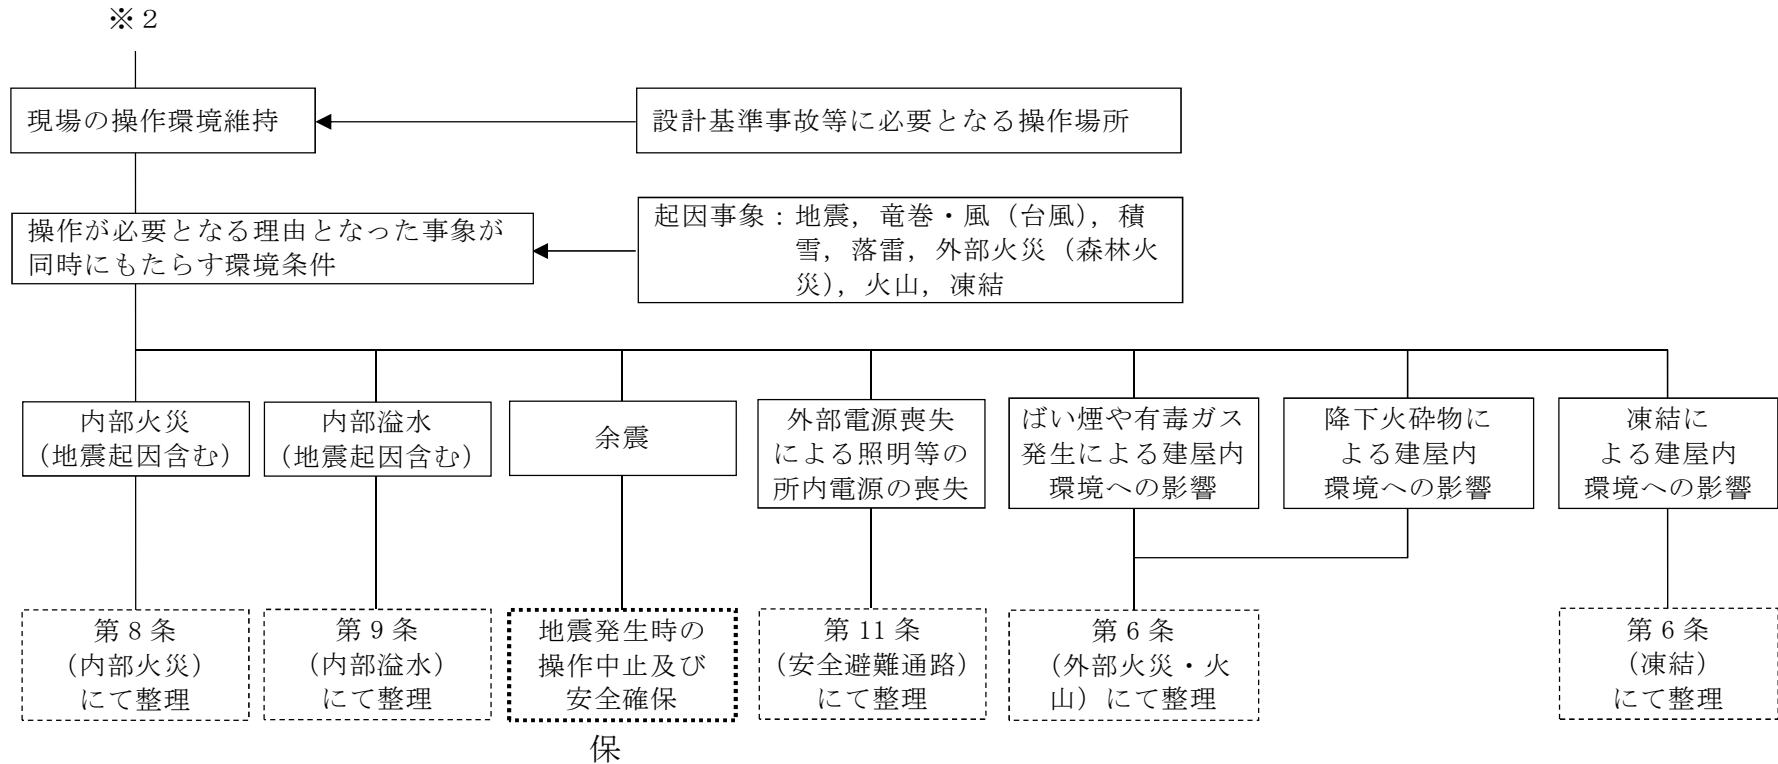 ※2
現場の操作環境維持
設計基準事故等に必要となる操作場所
操作が必要となる理由となった事象が
同時にもたらす環境条件
起因事象：地震，竜巻・風（台風），積
雪，落雷，外部火災（森林火
災），火山，凍結
内部火災
（地震起因含む）
内部溢水
（地震起因含む）
余震
外部電源喪失
による照明等の
所内電源の喪失
ばい煙や有毒ガス
発生による建屋内
環境への影響
降下火砕物に
よる建屋内
環境への影響
凍結に
よる建屋内
環境への影響
第8条
（内部火災）
にて整理
第9条
（内部溢水）
にて整理
地震発生時の
操作中止及び
安全確保
第11条
（安全避難通路）
にて整理
第6条
（外部火災・火
山）にて整理
第6条
（凍結）
にて整理
保